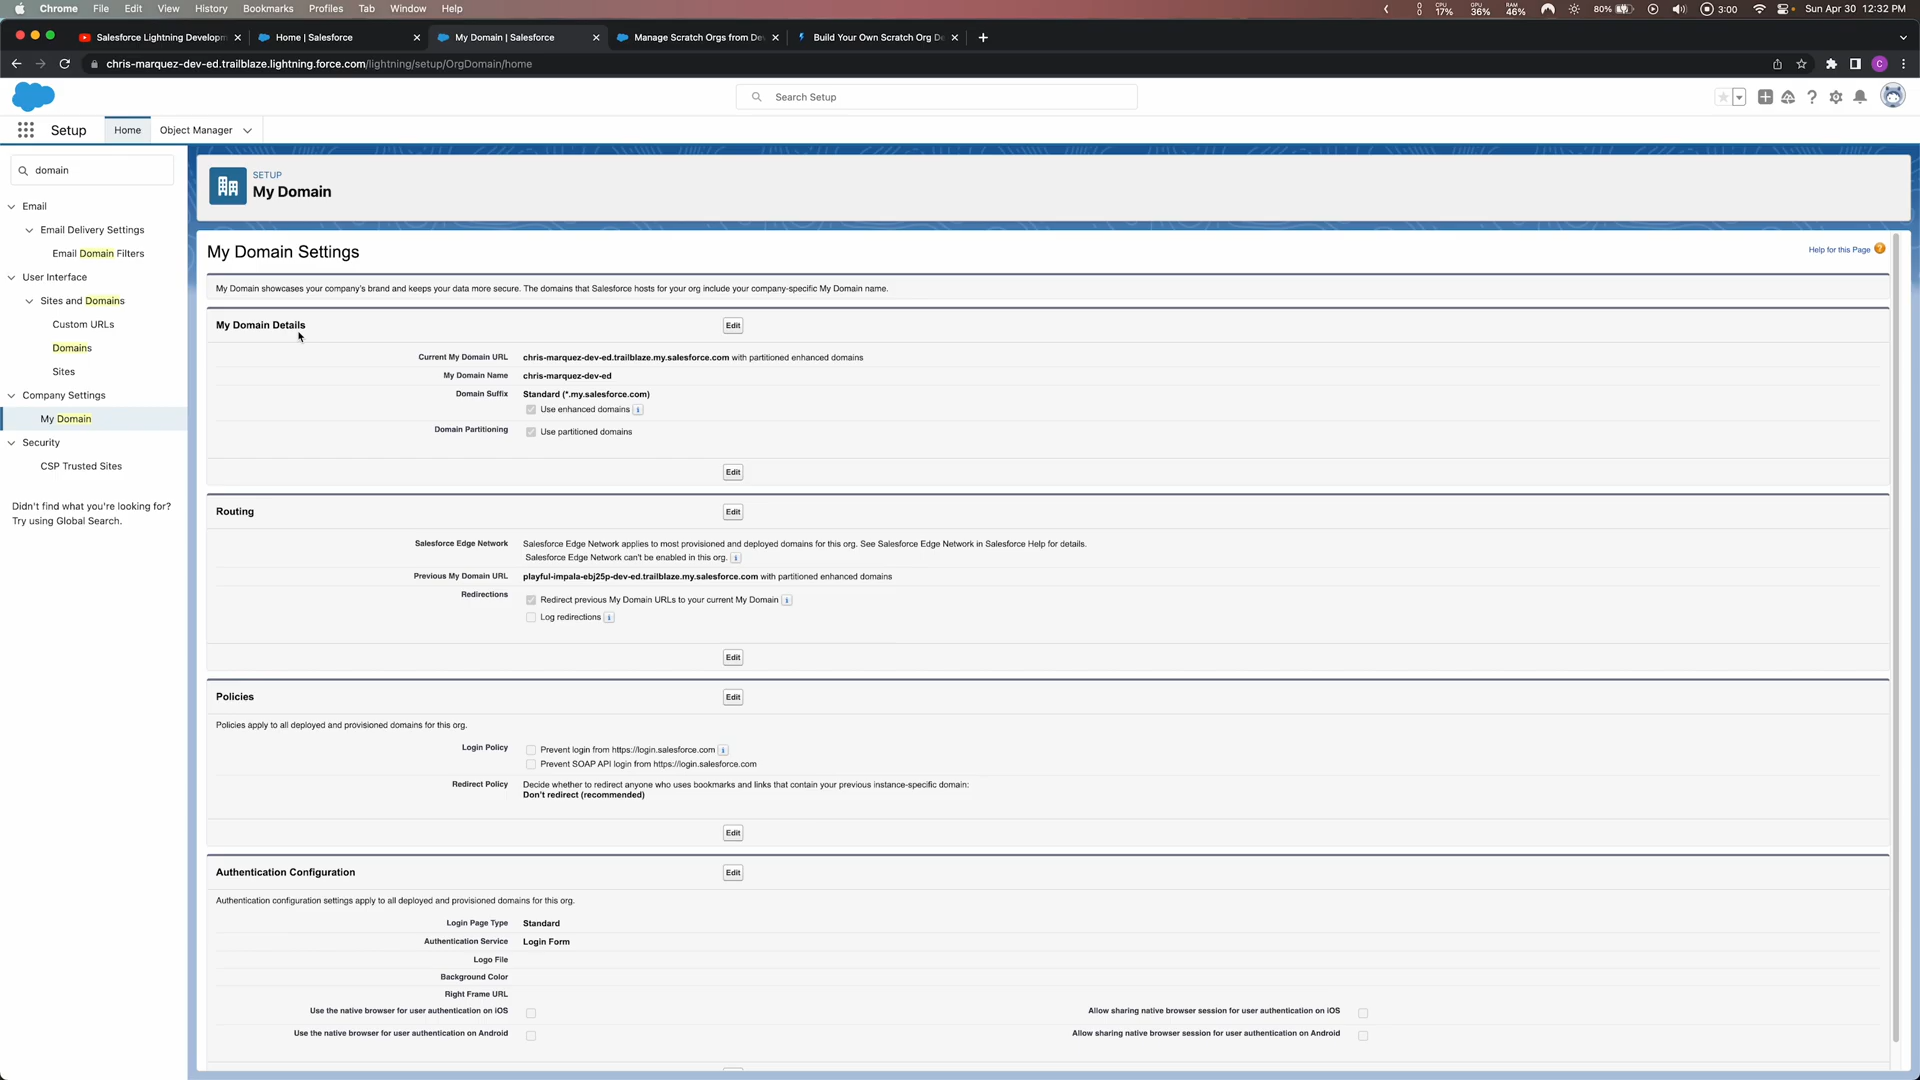 Chrome File Edit View History Bookmarks Profiles Tab Window Help CPU 17% GPU 36% RAM 46% 80% 3:00 Sun Apr 30 12:32 PM
Salesforce Lightning Developm Home | Salesforce My Domain | Salesforce Manage Scratch Orgs from De Build Your Own Scratch Org De
chris-marquez-dev-ed.trailblaze.lightning.force.com/lightning/setup/OrgDomain/home
Search Setup
Setup Home Object Manager
domain
Email
Email Delivery Settings
Email Domain Filters
User Interface
Sites and Domains
Custom URLs
Domains
Sites
Company Settings
My Domain
Security
CSP Trusted Sites
Didn't find what you're looking for?
Try using Global Search.
SETUP
My Domain
My Domain Settings
Help for this Page
My Domain showcases your company's brand and keeps your data more secure. The domains that Salesforce hosts for your org include your company-specific My Domain name.
My Domain Details Edit
Current My Domain URL chris-marquez-dev-ed.trailblaze.my.salesforce.com with partitioned enhanced domains
My Domain Name chris-marquez-dev-ed
Domain Suffix Standard (*.my.salesforce.com)
Use enhanced domains
Domain Partitioning Use partitioned domains
Edit
Routing Edit
Salesforce Edge Network Salesforce Edge Network applies to most provisioned and deployed domains for this org. See Salesforce Edge Network in Salesforce Help for details.
Salesforce Edge Network can't be enabled in this org.
Previous My Domain URL playful-impala-ebj25p-dev-ed.trailblaze.my.salesforce.com with partitioned enhanced domains
Redirections Redirect previous My Domain URLs to your current My Domain
Log redirections
Edit
Policies Edit
Policies apply to all deployed and provisioned domains for this org.
Login Policy Prevent login from https://login.salesforce.com
Prevent SOAP API login from https://login.salesforce.com
Redirect Policy Decide whether to redirect anyone who uses bookmarks and links that contain your previous instance-specific domain:
Don't redirect (recommended)
Edit
Authentication Configuration Edit
Authentication configuration settings apply to all deployed and provisioned domains for this org.
Login Page Type Standard
Authentication Service Login Form
Logo File
Background Color
Right Frame URL
Use the native browser for user authentication on iOS Allow sharing native browser session for user authentication on iOS
Use the native browser for user authentication on Android Allow sharing native browser session for user authentication on Android